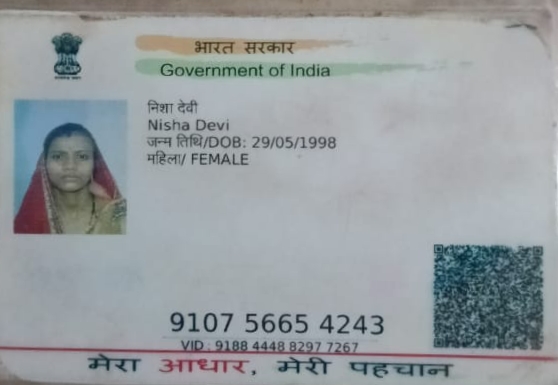 भारत सरकार
Government of India
निशा देवी
Nisha Devi
जन्म तिथि/DOB: 29/05/1998
महिला/ FEMALE
9107 5665 4243
VID : 9188 4448 8297 7267
मेरा आधार, मेरी पहचान